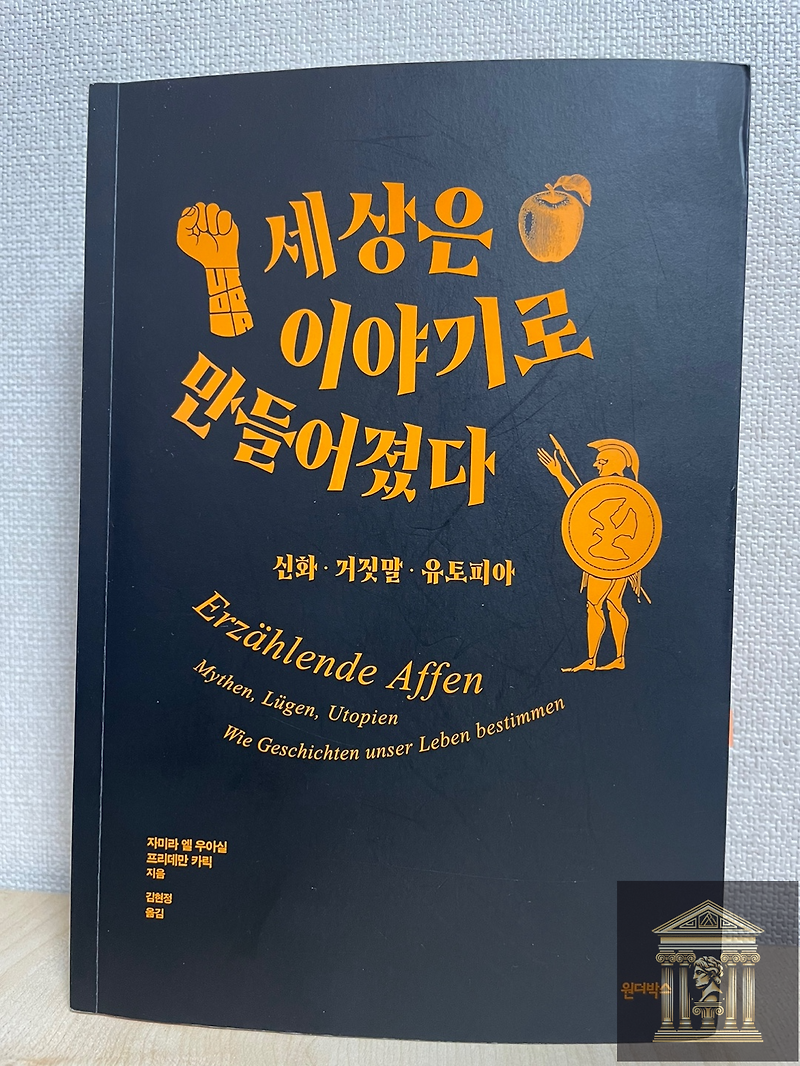 세상은
이야기로
만들어졌다
신화 · 거짓말 · 유토피아
Erzählende Affen
Mythen, Lügen, Utopien
Wie Geschichten unser Leben bestimmen
자미라 엘 우아실
프리데만 카릭
지음
김현정
옮김
원더박스